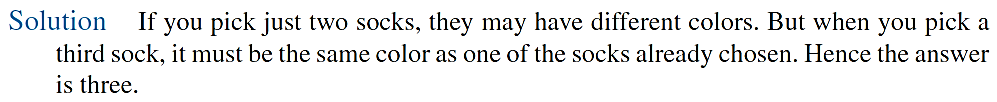 Solution If you pick just two socks, they may have different colors. But when you pick a
third sock, it must be the same color as one of the socks already chosen. Hence the answer
is three.